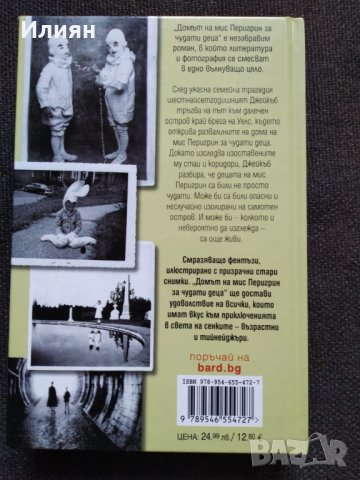 Илиян
„Домът на мис Перигрин за
чудати деца" е незабравим
роман, в който литература
и фотография се смесват
в едно вълнуващо цяло.
След ужасна семейна трагедия
шестнайсетгодишният Джейкъб
тръгва на път към далечен
остров край брега на Уелс, където
открива развалините на дома на
мис Перигрин за чудати деца.
Докато изследва изоставените
му стаи и коридори, Джейкъб
разбира, че децата на мис
Перигрин са били не просто
чудати. Може би са били опасни и
неслучайно изолирани на самотен
остров. И може би – колкото и
невероятно да изглежда –
са още живи.
Смразяващо фентъзи,
илюстрирано с призрачни стари
снимки. „Домът на мис Перигрин
за чудати деца" ще достави
удоволствие на всички, които
имат вкус към приключенията
в света на сенките – възрастни
и тийнейджъри.
поръчай на
bard.bg
ISBN 978-954-655-472-7
9 789546 554727
ЦЕНА: 24,99 лв./12,80 €
bazar